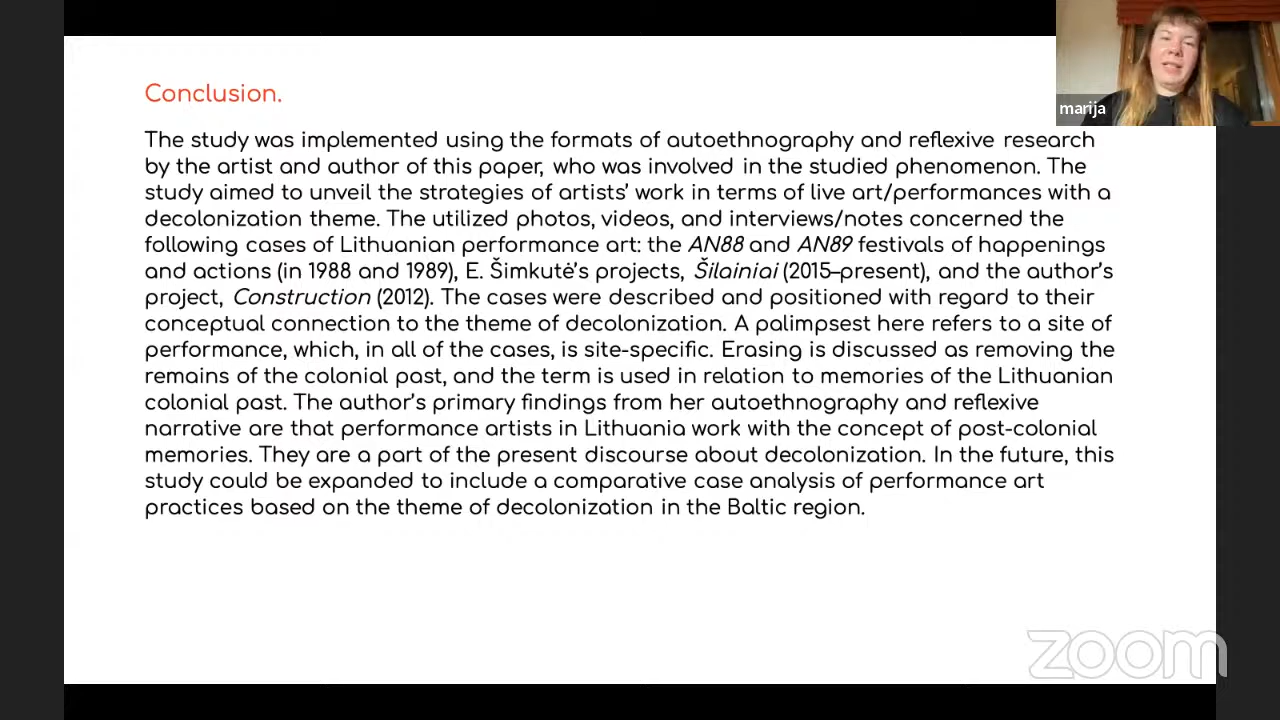 Conclusion.
The study was implemented using the formats of autoethnography and reflexive research
by the artist and author of this paper, who was involved in the studied phenomenon. The
study aimed to unveil the strategies of artists' work in terms of live art/performances with a
decolonization theme. The utilized photos, videos, and interviews/notes concerned the
following cases of Lithuanian performance art: the AN88 and AN89 festivals of happenings
and actions (in 1988 and 1989), E. Šimkutė's projects, Šilainiai (2015–present), and the author's
project, Construction (2012). The cases were described and positioned with regard to their
conceptual connection to the theme of decolonization. A palimpsest here refers to a site of
performance, which, in all of the cases, is site-specific. Erasing is discussed as removing the
remains of the colonial past, and the term is used in relation to memories of the Lithuanian
colonial past. The author's primary findings from her autoethnography and reflexive
narrative are that performance artists in Lithuania work with the concept of post-colonial
memories. They are a part of the present discourse about decolonization. In the future, this
study could be expanded to include a comparative case analysis of performance art
practices based on the theme of decolonization in the Baltic region.
marija
zoom